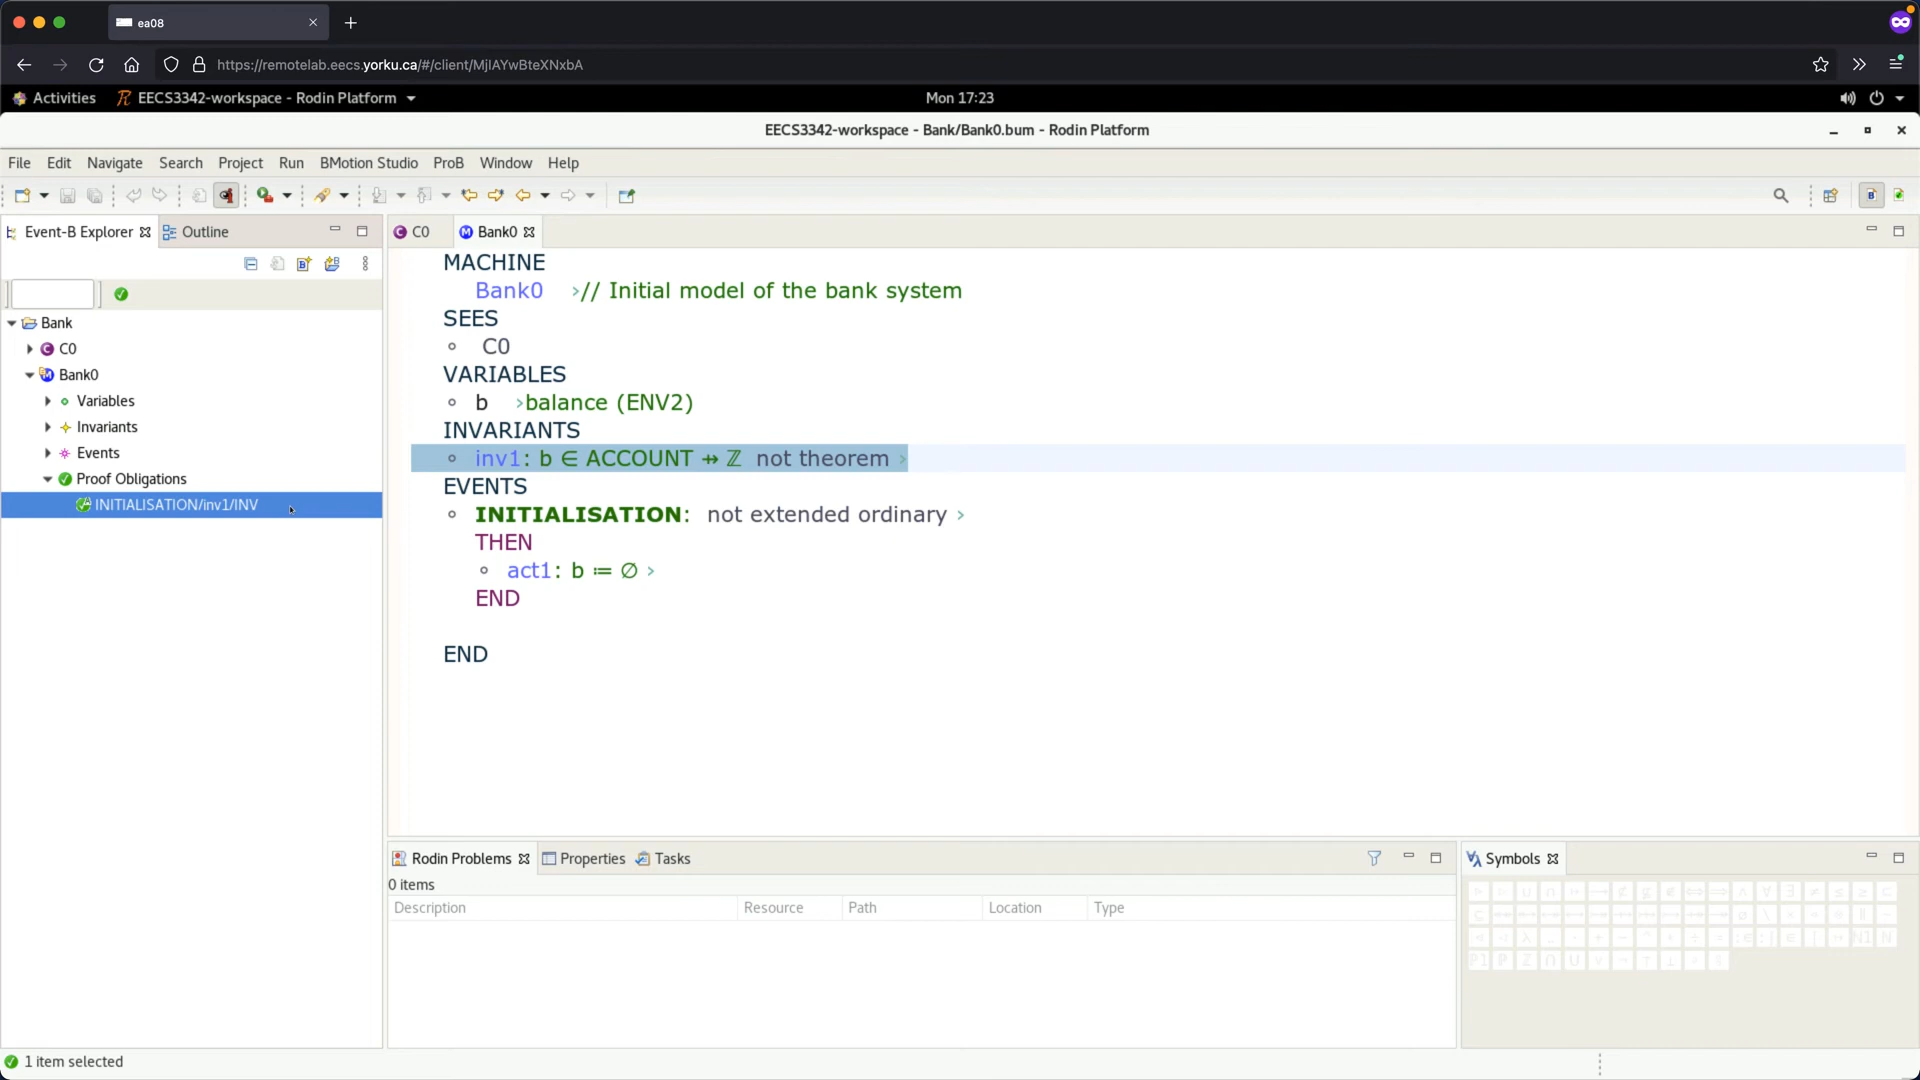 ea08
https://remotelab.eecs.yorku.ca/#/client/MjIAYwBteXNxbA
Activities EECS3342-workspace - Rodin Platform Mon 17:23
EECS3342-workspace - Bank/Bank0.bum - Rodin Platform
File Edit Navigate Search Project Run BMotion Studio ProB Window Help
Event-B Explorer Outline
Bank
C0
Bank0
Variables
Invariants
Events
Proof Obligations
INITIALISATION/inv1/INV
C0 Bank0
MACHINE
Bank0 ›// Initial model of the bank system
SEES
◦ C0
VARIABLES
◦ b ›balance (ENV2)
INVARIANTS
◦ inv1: b ∈ ACCOUNT ⇸ ℤ not theorem ›
EVENTS
◦ INITIALISATION: not extended ordinary ›
THEN
◦ act1: b ≔ ∅ ›
END
END
Rodin Problems Properties Tasks
0 items
Description Resource Path Location Type
Symbols
1 item selected